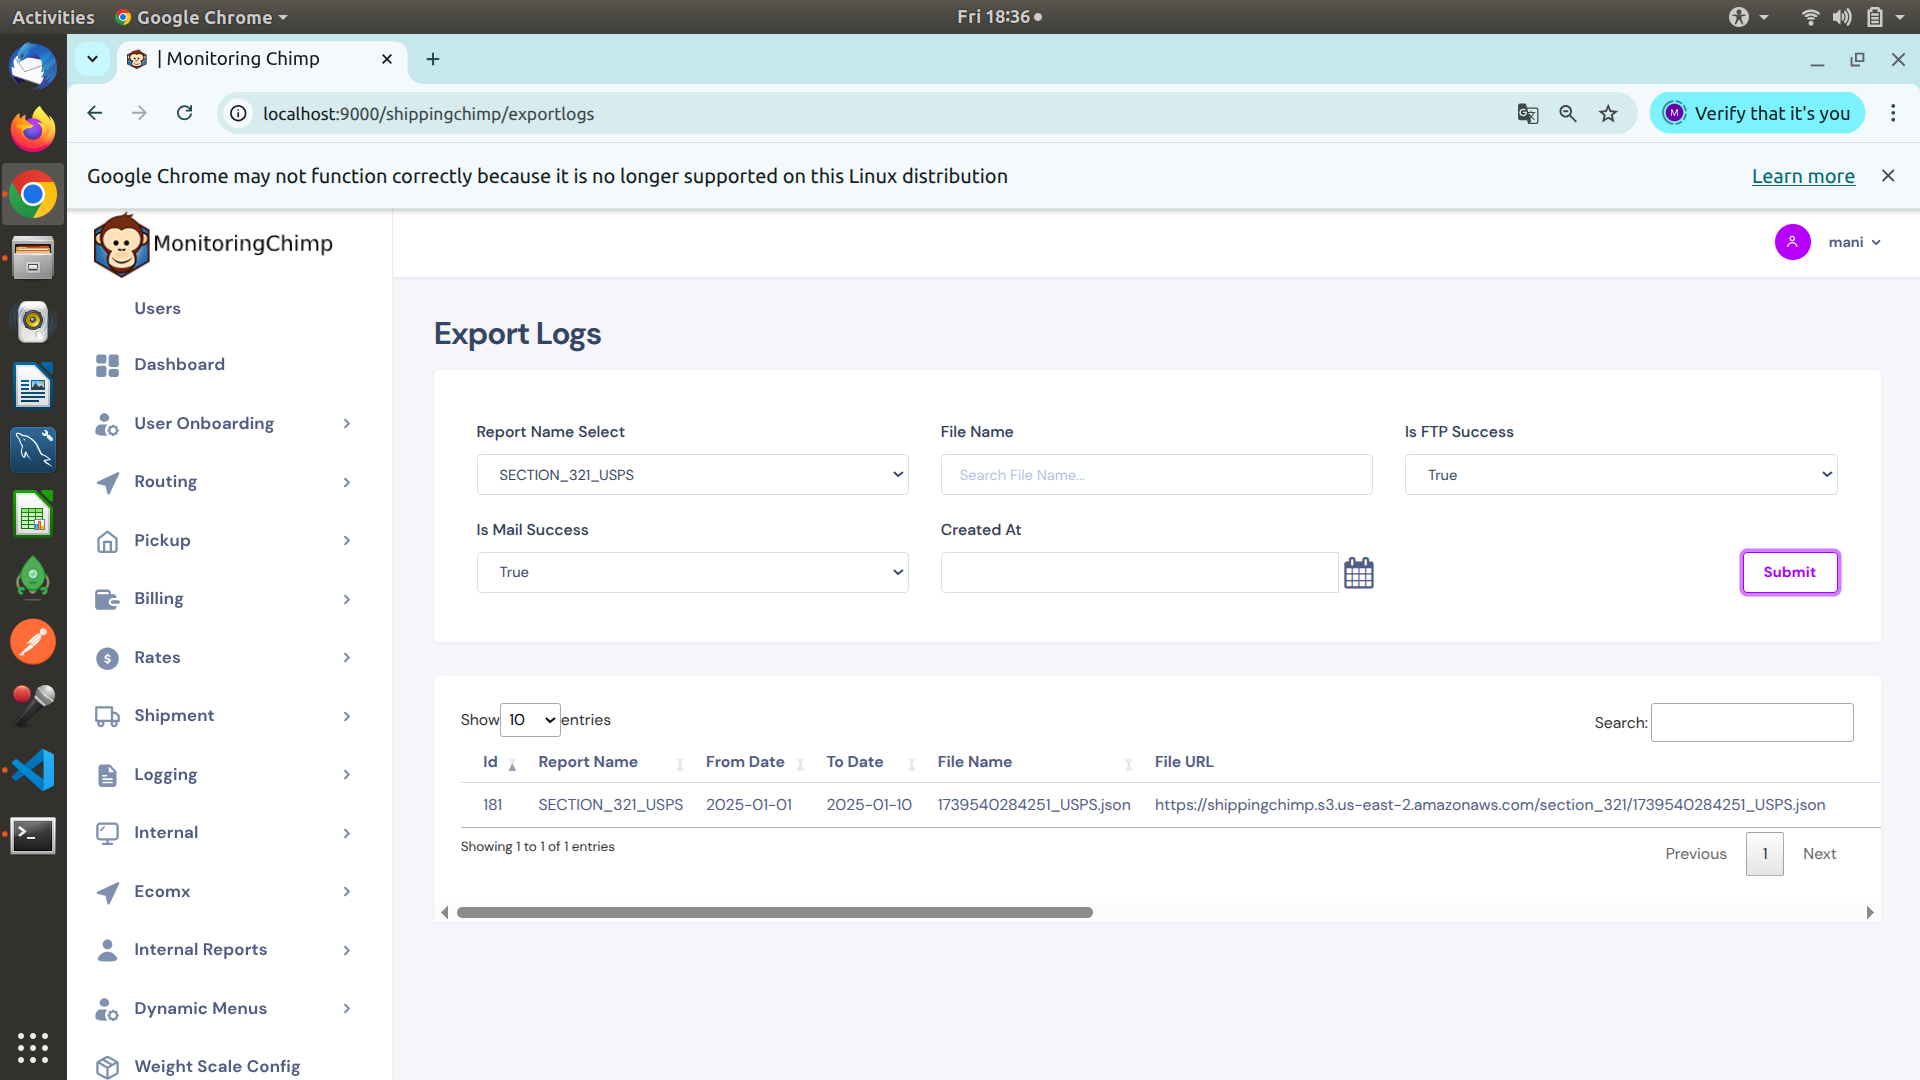 Activities Google Chrome Fri 18:36
| Monitoring Chimp
localhost:9000/shippingchimp/exportlogs
M Verify that it's you
Google Chrome may not function correctly because it is no longer supported on this Linux distribution Learn more
MonitoringChimp
mani
Users
Dashboard
User Onboarding
Routing
Pickup
Billing
Rates
Shipment
Logging
Internal
Ecomx
Internal Reports
Dynamic Menus
Weight Scale Config
Export Logs
Report Name Select File Name Is FTP Success
SECTION_321_USPS Search File Name... True
Is Mail Success Created At
True Submit
Show 10 entries Search:
Id Report Name From Date To Date File Name File URL
181 SECTION_321_USPS 2025-01-01 2025-01-10 1739540284251_USPS.json https://shippingchimp.s3.us-east-2.amazonaws.com/section_321/1739540284251_USPS.json
Showing 1 to 1 of 1 entries Previous 1 Next